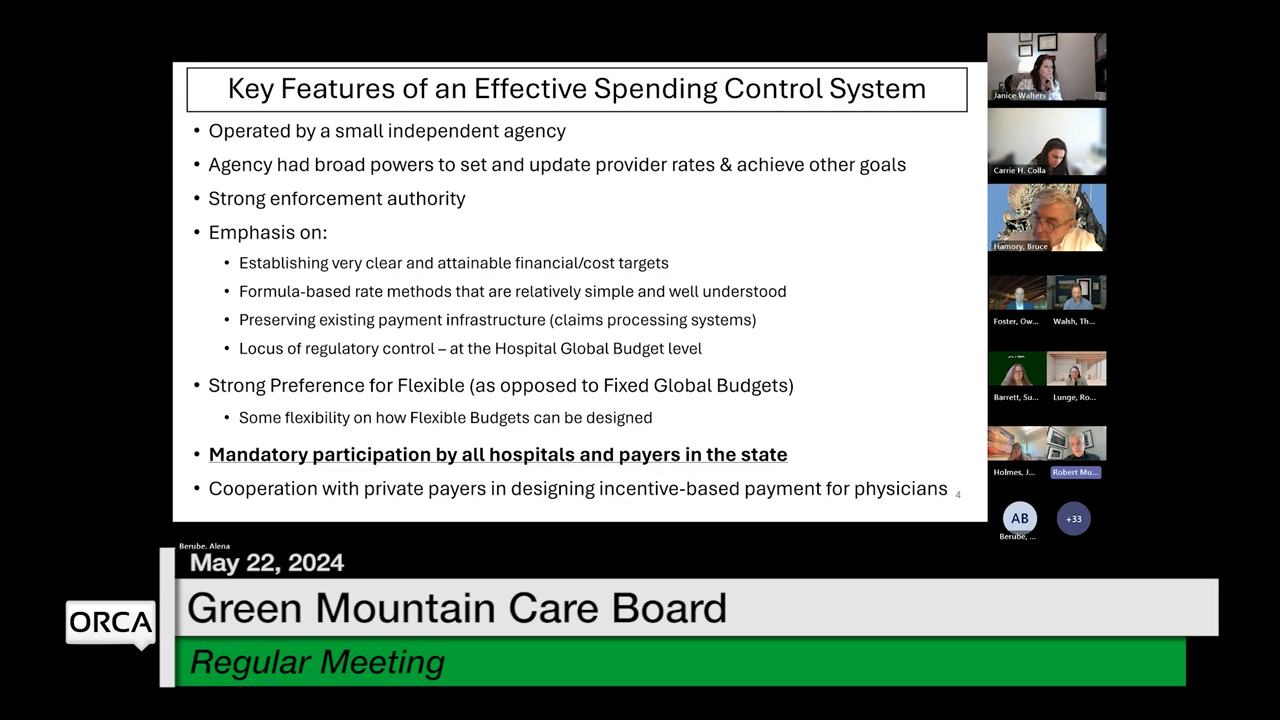 Key Features of an Effective Spending Control System
• Operated by a small independent agency
• Agency had broad powers to set and update provider rates & achieve other goals
• Strong enforcement authority
• Emphasis on:
• Establishing very clear and attainable financial/cost targets
• Formula-based rate methods that are relatively simple and well understood
• Preserving existing payment infrastructure (claims processing systems)
• Locus of regulatory control – at the Hospital Global Budget level
• Strong Preference for Flexible (as opposed to Fixed Global Budgets)
• Some flexibility on how Flexible Budgets can be designed
• Mandatory participation by all hospitals and payers in the state
• Cooperation with private payers in designing incentive-based payment for physicians
4
Janice Walters
Carrie H. Colla
Hamory, Bruce
Foster, Ow... Walsh, Th...
Barrett, Su... Lunge, Ro...
Holmes, J... Robert Mu...
AB +33
Berube, ...
Berube, Alena
May 22, 2024
ORCA
Green Mountain Care Board
Regular Meeting